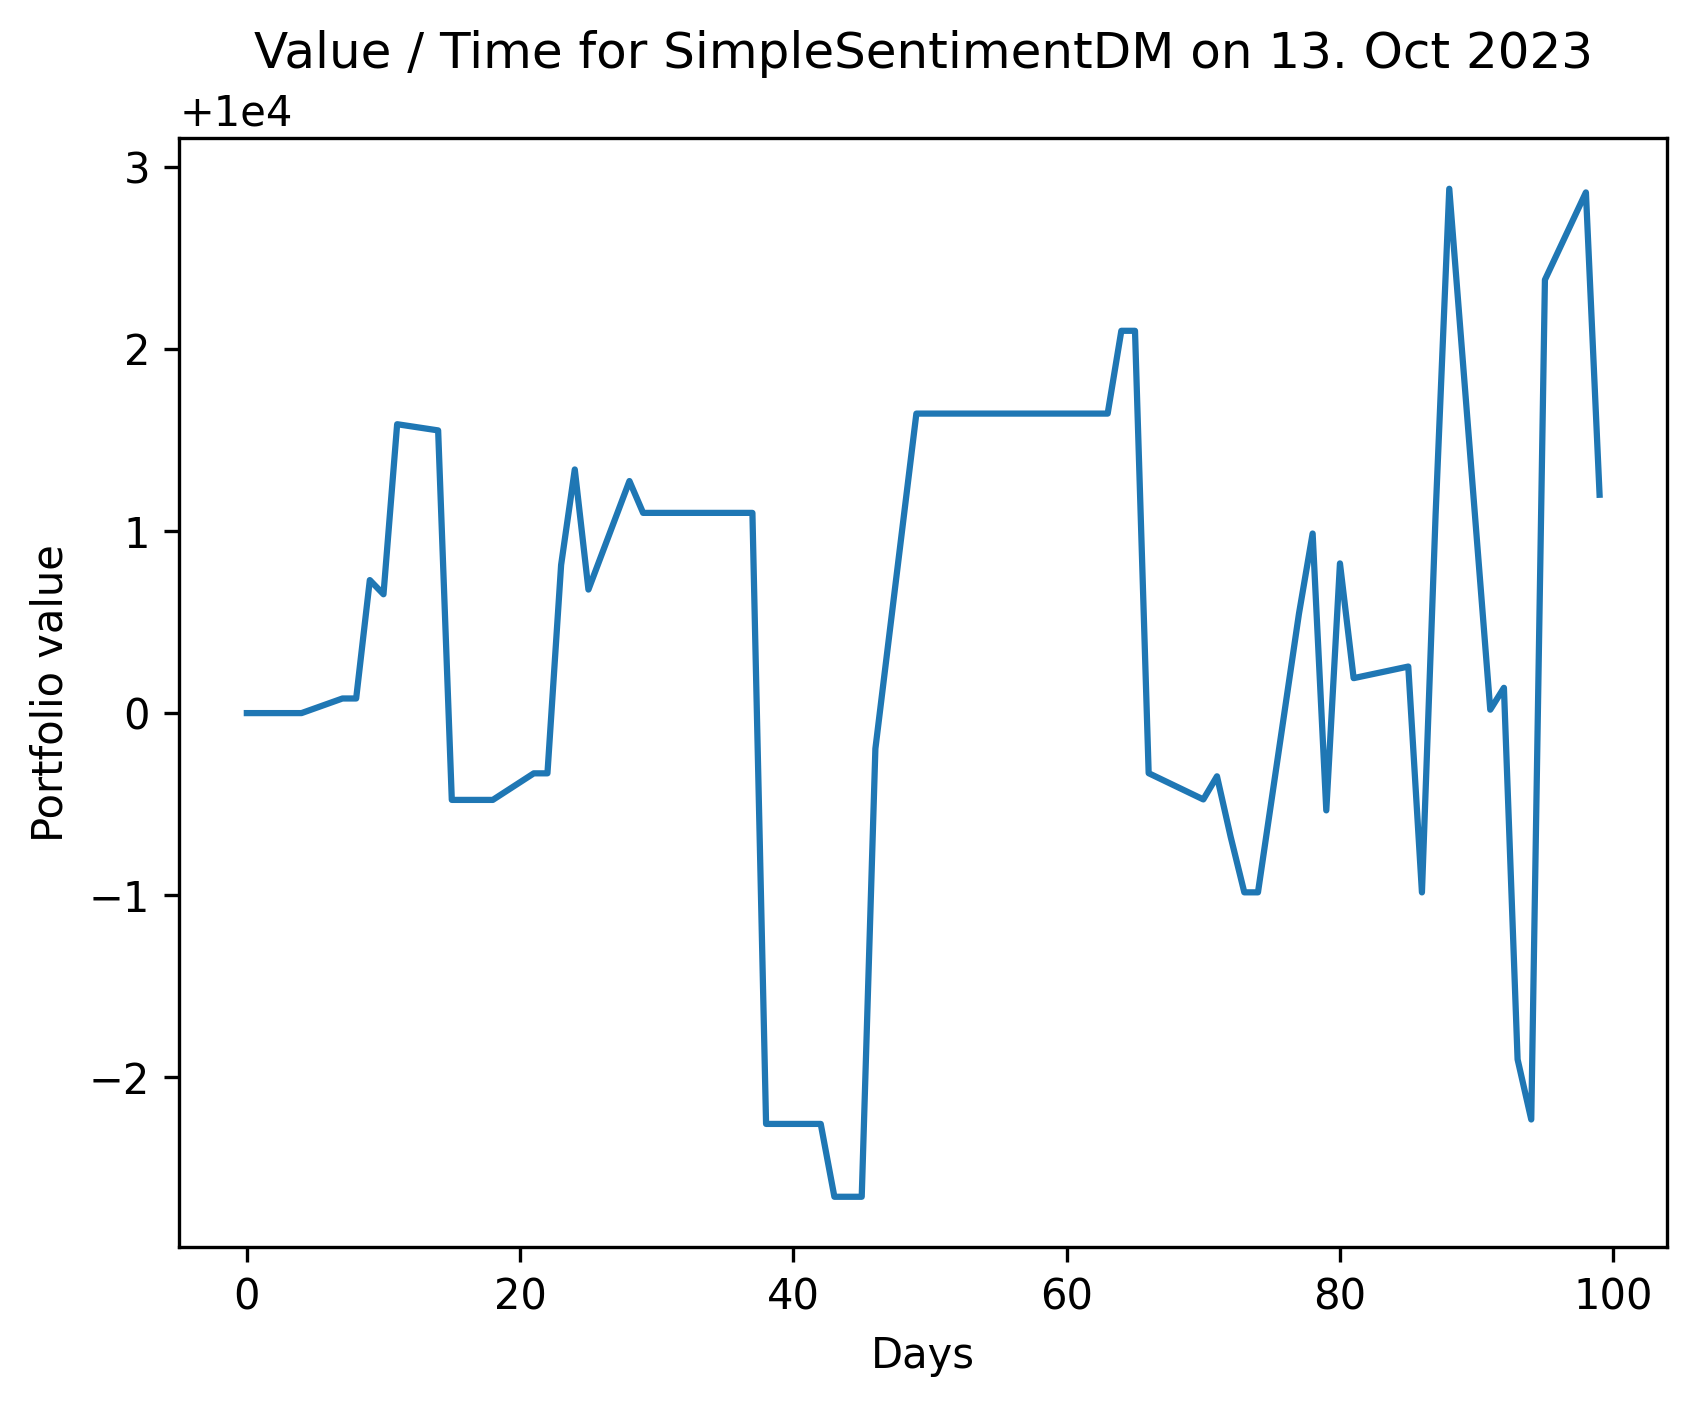 Value / Time for SimpleSentimentDM on 13. Oct 2023
+1e4
3
2
1
0
−1
−2
Portfolio value
0 20 40 60 80 100
Days